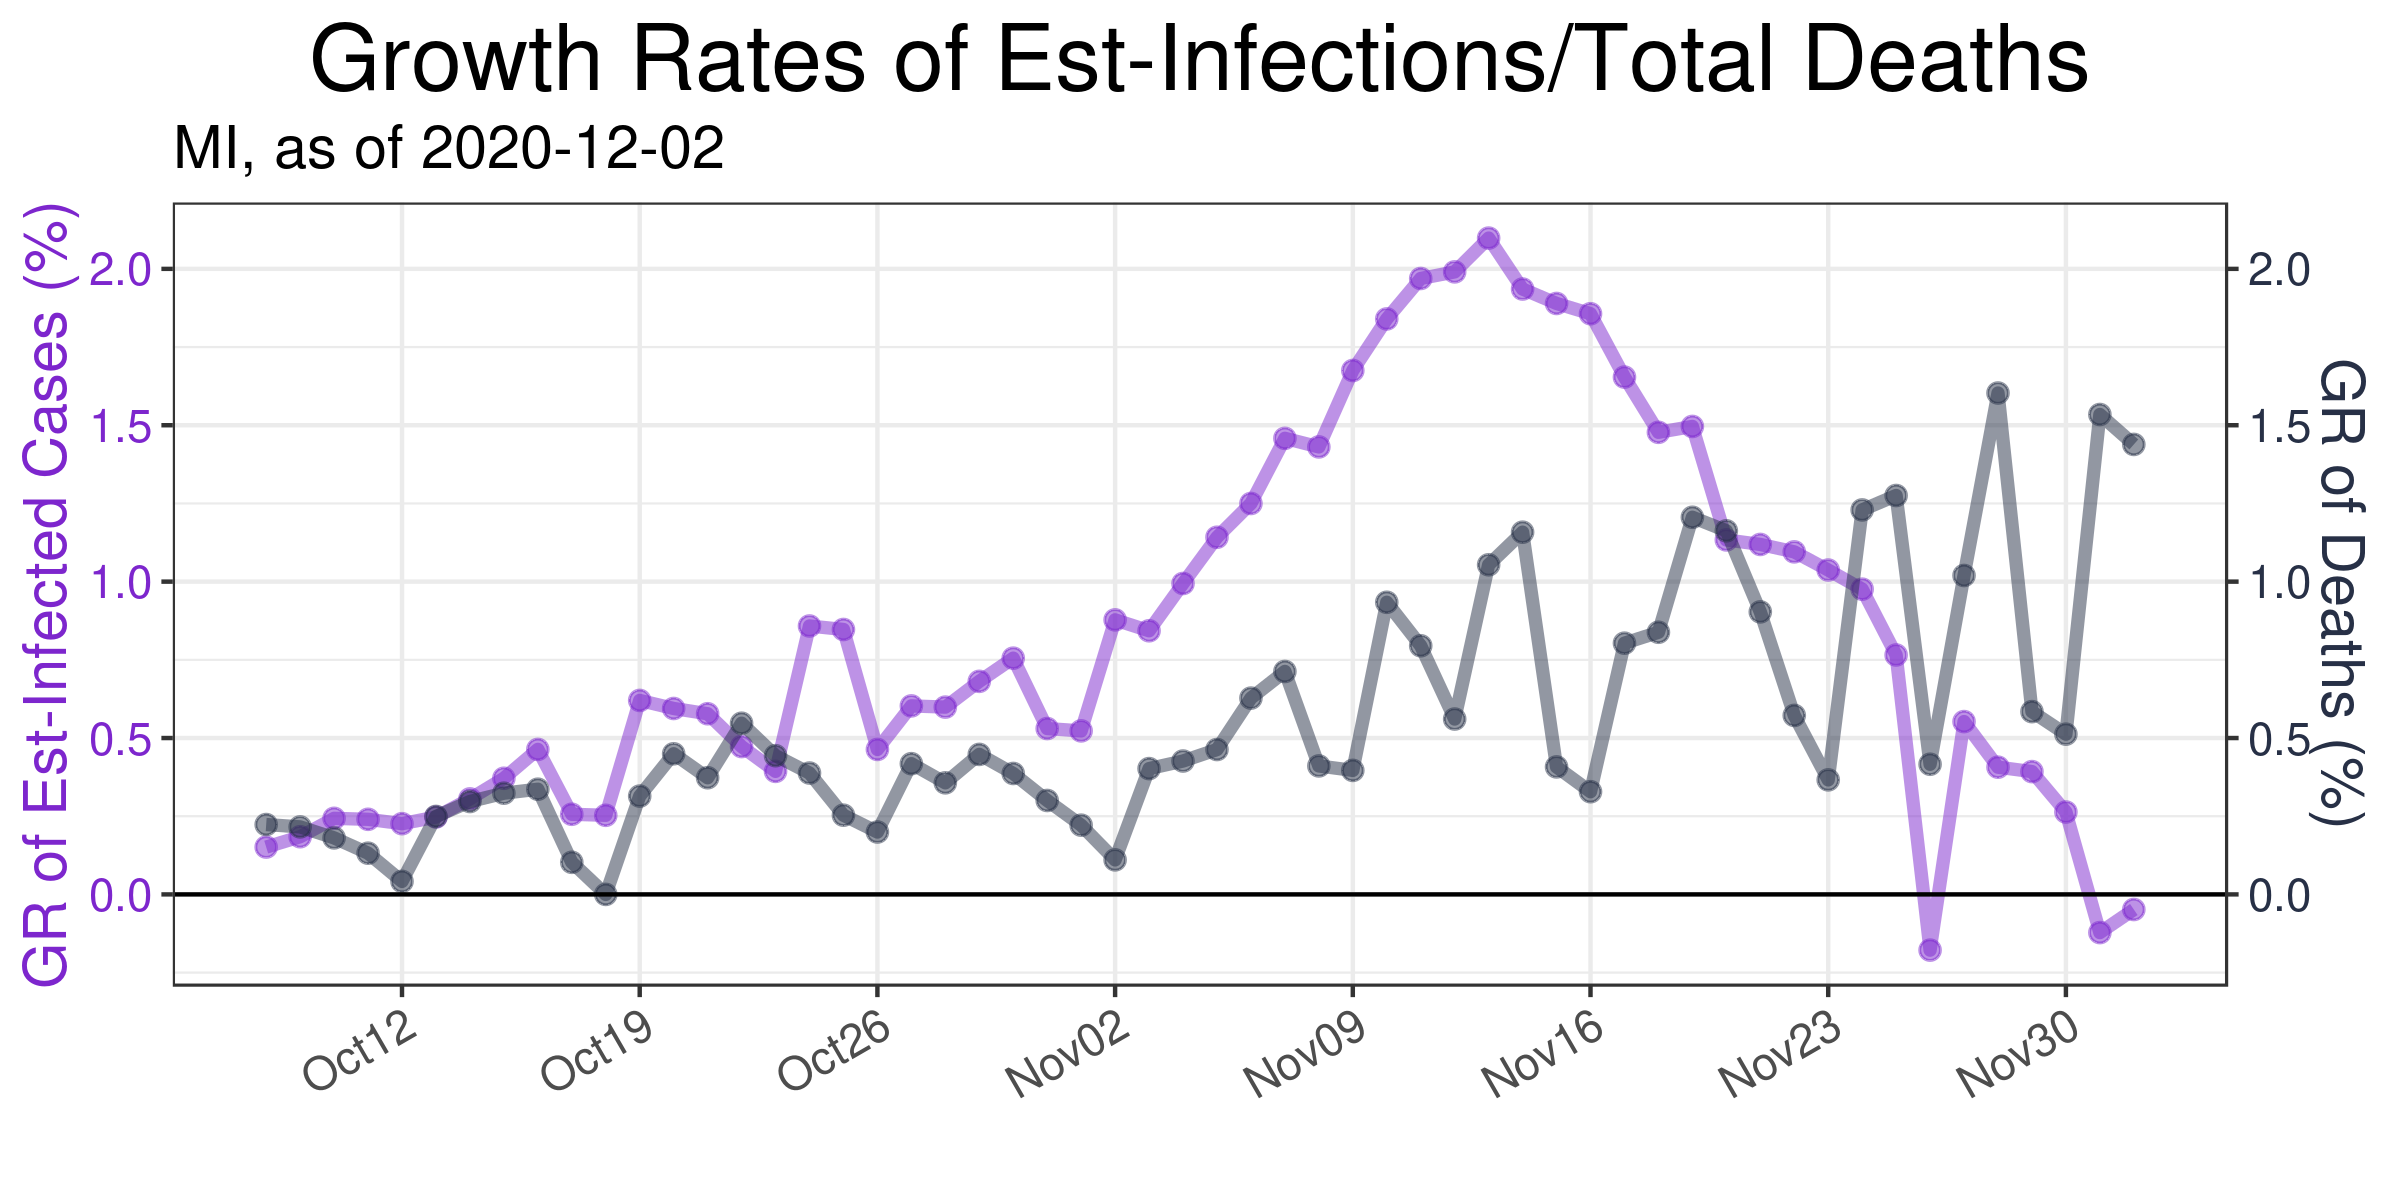 Growth Rates of Est-Infections/Total Deaths
MI, as of 2020-12-02
GR of Est-Infected Cases (%)
2.0
1.5
1.0
0.5
0.0
2.0
1.5
1.0
0.5
0.0
GR of Deaths (%)
Oct12
Oct19
Oct26
Nov02
Nov09
Nov16
Nov23
Nov30